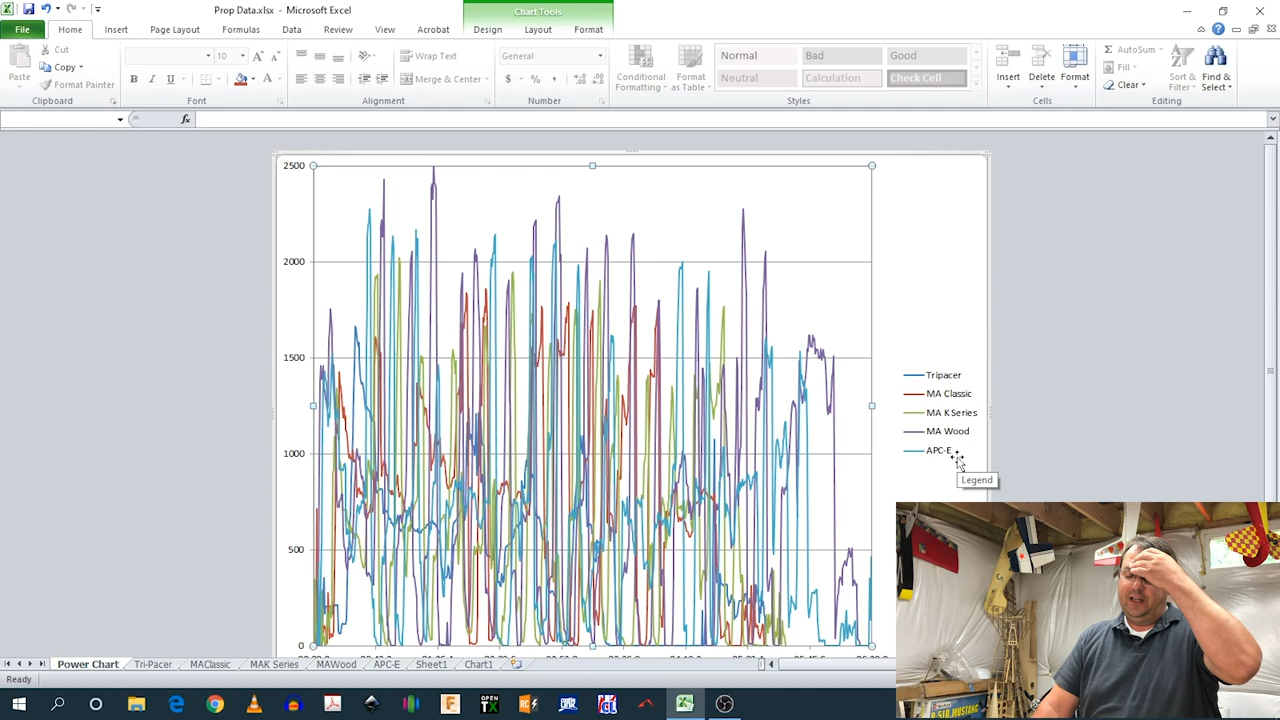 Prop Data.xlsx - Microsoft Excel
Chart Tools
File Home Insert Page Layout Formulas Data Review View Acrobat Design Layout Format
Paste
Cut
Copy
Format Painter
Clipboard
10
Font
Wrap Text
Merge & Center
Alignment
General
Number
Conditional Formatting
Format as Table
Normal Bad Good
Neutral Calculation Check Cell
Styles
Insert Delete Format
Cells
AutoSum
Fill
Clear
Sort & Filter
Find & Select
Editing
fx
2500
2000
1500
1000
500
0
Tripacer
MA Classic
MA K Series
MA Wood
APC-E
Legend
Power Chart Tri-Pacer MAClassic MAK Series MAWood APC-E Sheet1 Chart1
Ready
OPEN TX